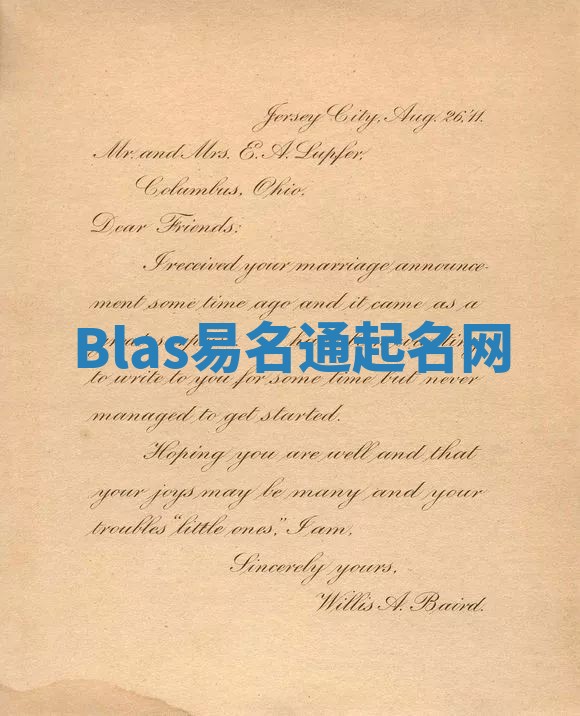 Jersey City, Aug. 26,'11.
Mr. and Mrs. E. A. Lupfer,
Columbus, Ohio.
Dear Friends:
I received your marriage announce-
ment some time ago and it came as a
Blas易名通起名网
to write to you for some time but never
managed to get started.
Hoping you are well and that
your joys may be many and your
troubles "little ones," I am,
Sincerely yours,
Willis A. Baird.